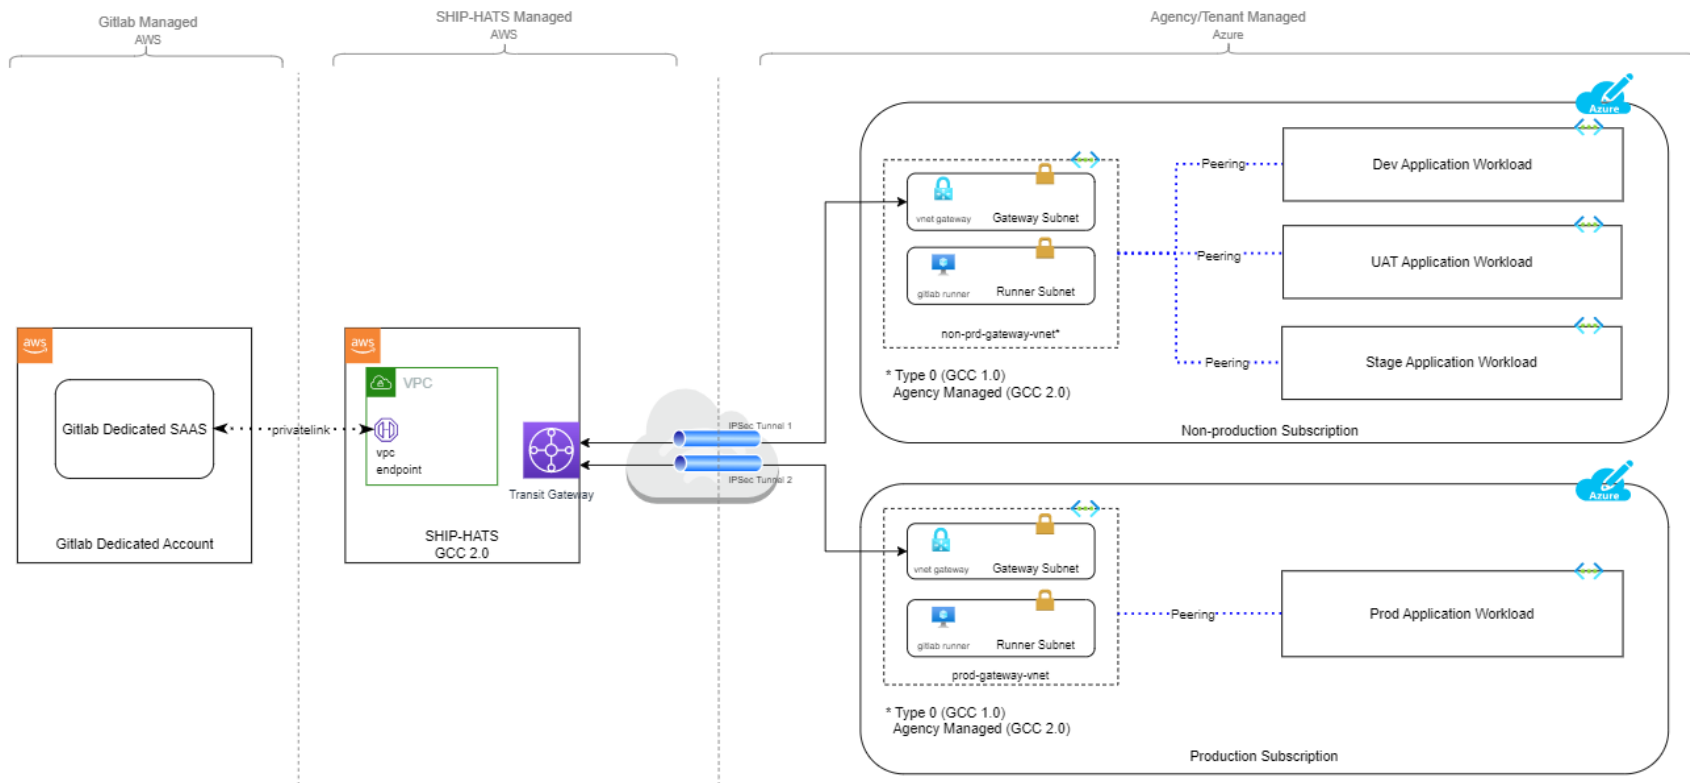 Gitlab Managed
AWS
SHIP-HATS Managed
AWS
Agency/Tenant Managed
Azure
aws
Gitlab Dedicated SAAS
Gitlab Dedicated Account
privatelink
aws
VPC
vpc
endpoint
Transit Gateway
SHIP-HATS
GCC 2.0
IPSec Tunnel 1
IPSec Tunnel 2
Azure
vnet gateway
Gateway Subnet
gitlab runner
Runner Subnet
non-prd-gateway-vnet*
* Type 0 (GCC 1.0)
Agency Managed (GCC 2.0)
Peering
Dev Application Workload
Peering
UAT Application Workload
Peering
Stage Application Workload
Non-production Subscription
Azure
vnet gateway
Gateway Subnet
gitlab runner
Runner Subnet
prod-gateway-vnet
* Type 0 (GCC 1.0)
Agency Managed (GCC 2.0)
Peering
Prod Application Workload
Production Subscription